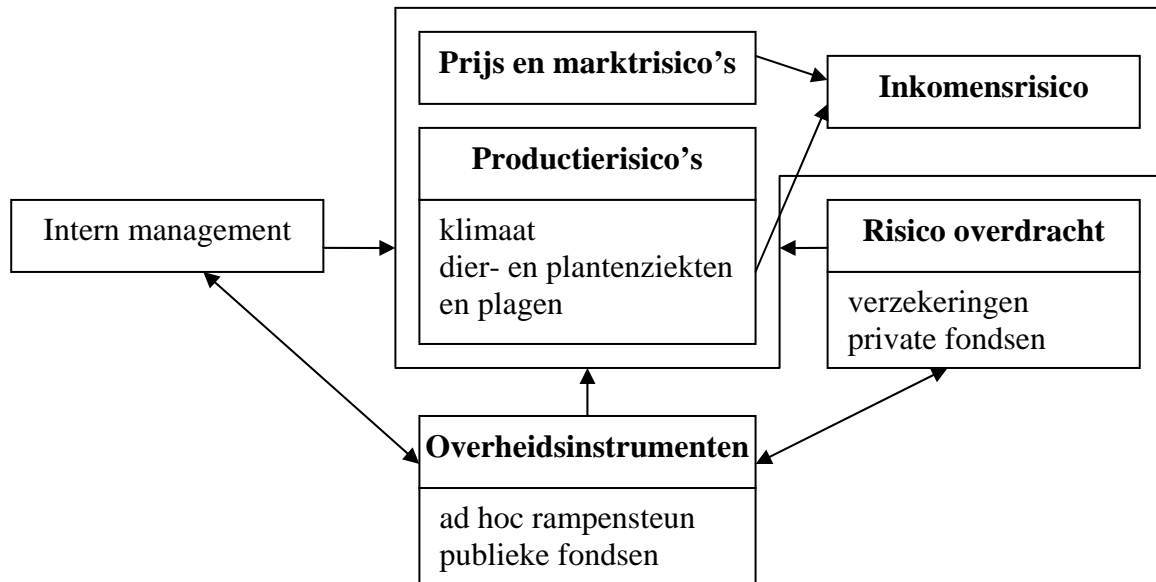 Prijs en marktrisico’s
Inkomensrisico
Productierisico’s
klimaat
dier- en plantenziekten
en plagen
Intern management
Risico overdracht
verzekeringen
private fondsen
Overheidsinstrumenten
ad hoc rampensteun
publieke fondsen